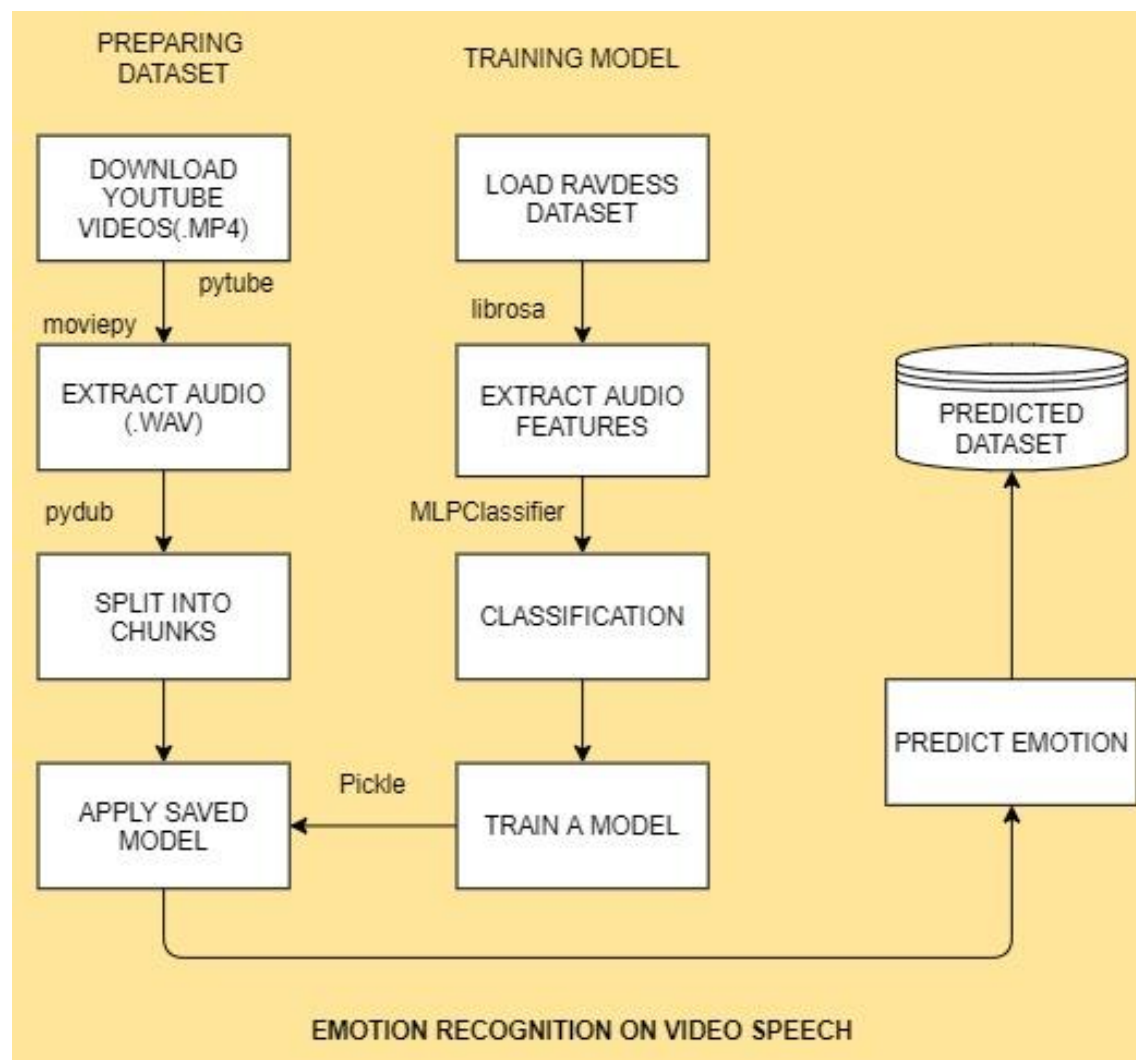 PREPARING
DATASET
DOWNLOAD
YOUTUBE
VIDEOS(.MP4)
pytube
moviepy
EXTRACT AUDIO
(.WAV)
pydub
SPLIT INTO
CHUNKS
APPLY SAVED
MODEL
TRAINING MODEL
LOAD RAVDESS
DATASET
librosa
EXTRACT AUDIO
FEATURES
MLPClassifier
CLASSIFICATION
TRAIN A MODEL
Pickle
PREDICT EMOTION
PREDICTED
DATASET
EMOTION RECOGNITION ON VIDEO SPEECH